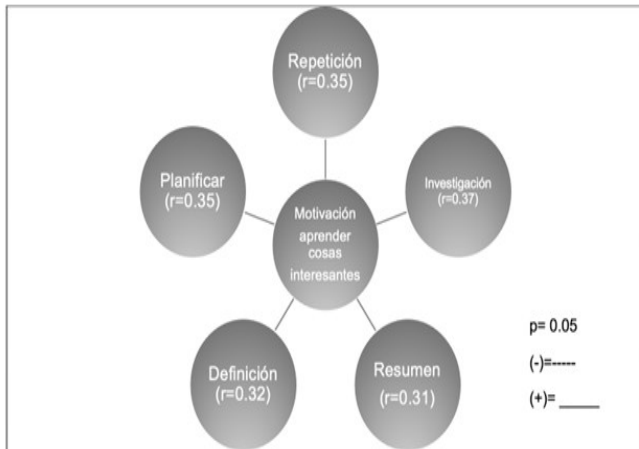 Repetición
(r=0.35)
Planificar
(r=0.35)
Investigación
(r=0.37)
Motivación
aprender
cosas
interesantes
Definición
(r=0.32)
Resumen
(r=0.31)
p= 0.05
(-)=-----
(+)= _____